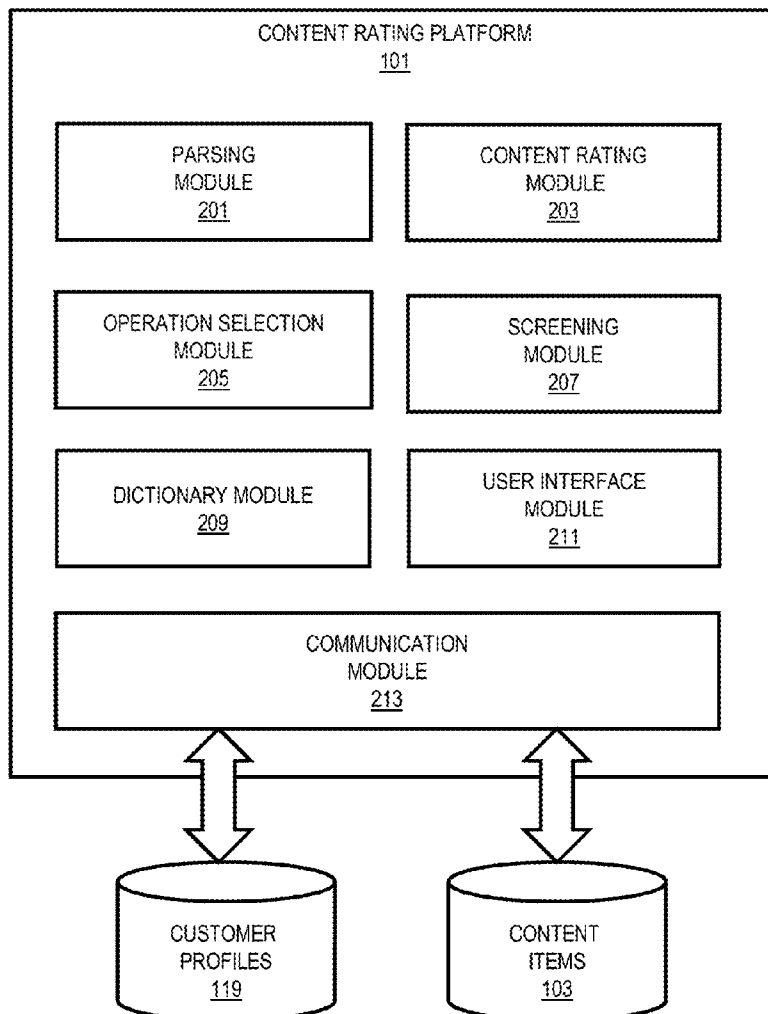 CONTENT RATING PLATFORM
101
PARSING
MODULE
201
CONTENT RATING
MODULE
203
OPERATION SELECTION
MODULE
205
SCREENING
MODULE
207
DICTIONARY MODULE
209
USER INTERFACE
MODULE
211
COMMUNICATION
MODULE
213
CUSTOMER
PROFILES
119
CONTENT
ITEMS
103